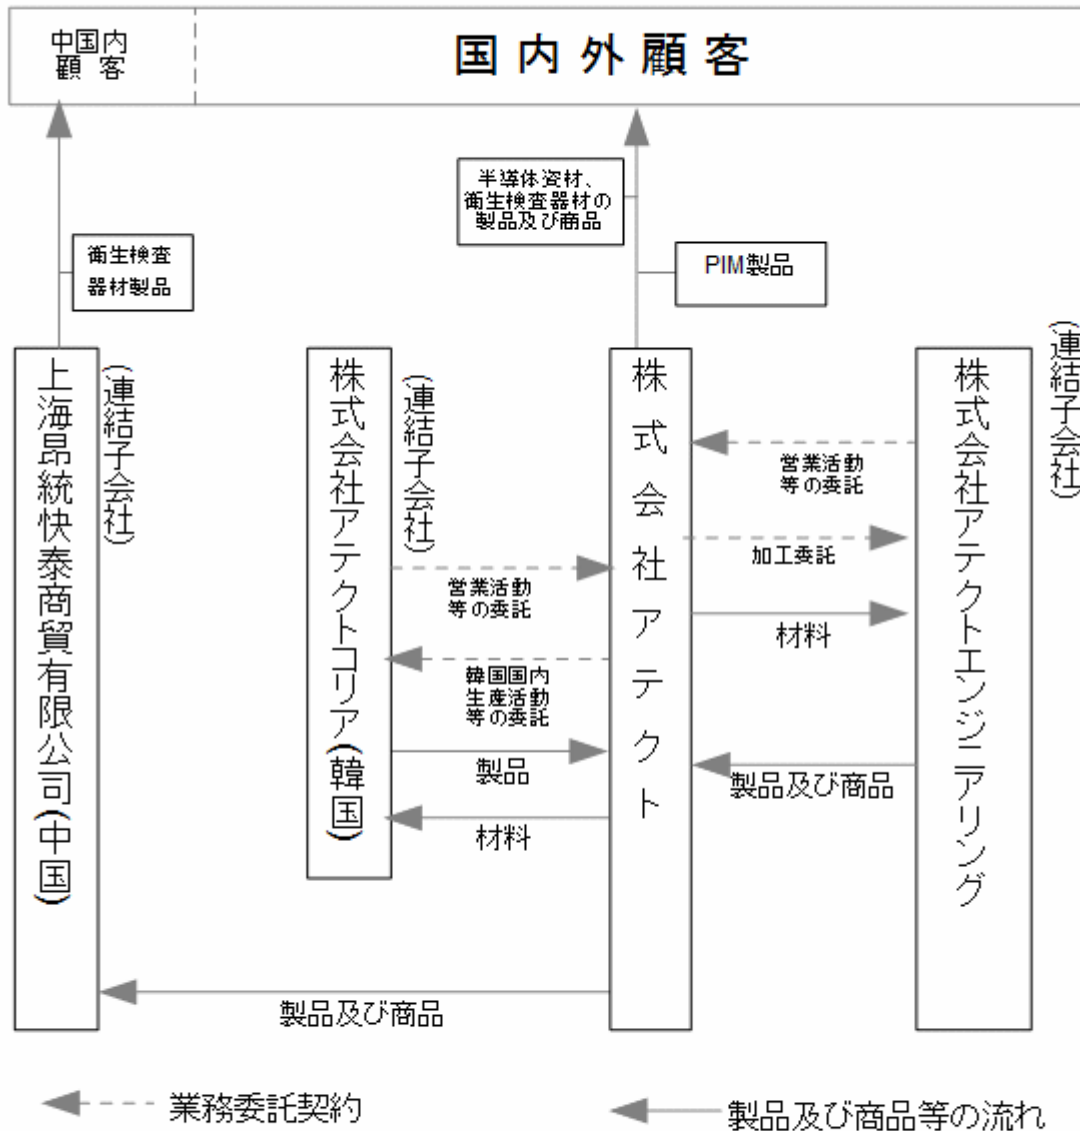 中国内
顧客
国内外顧客
半導体資材、
衛生検査器材の
製品及び商品
衛生検査
器材製品
PIM製品
上海昂統快泰商貿有限公司(中国)
(連結子会社)
株式会社アテクトコリア(韓国)
(連結子会社)
株式会社アテクト
株式会社アテクトエンジニアリング
(連結子会社)
営業活動
等の委託
加工委託
材料
営業活動
等の委託
韓国国内
生産活動
等の委託
製品
材料
製品及び商品
製品及び商品
業務委託契約
製品及び商品等の流れ